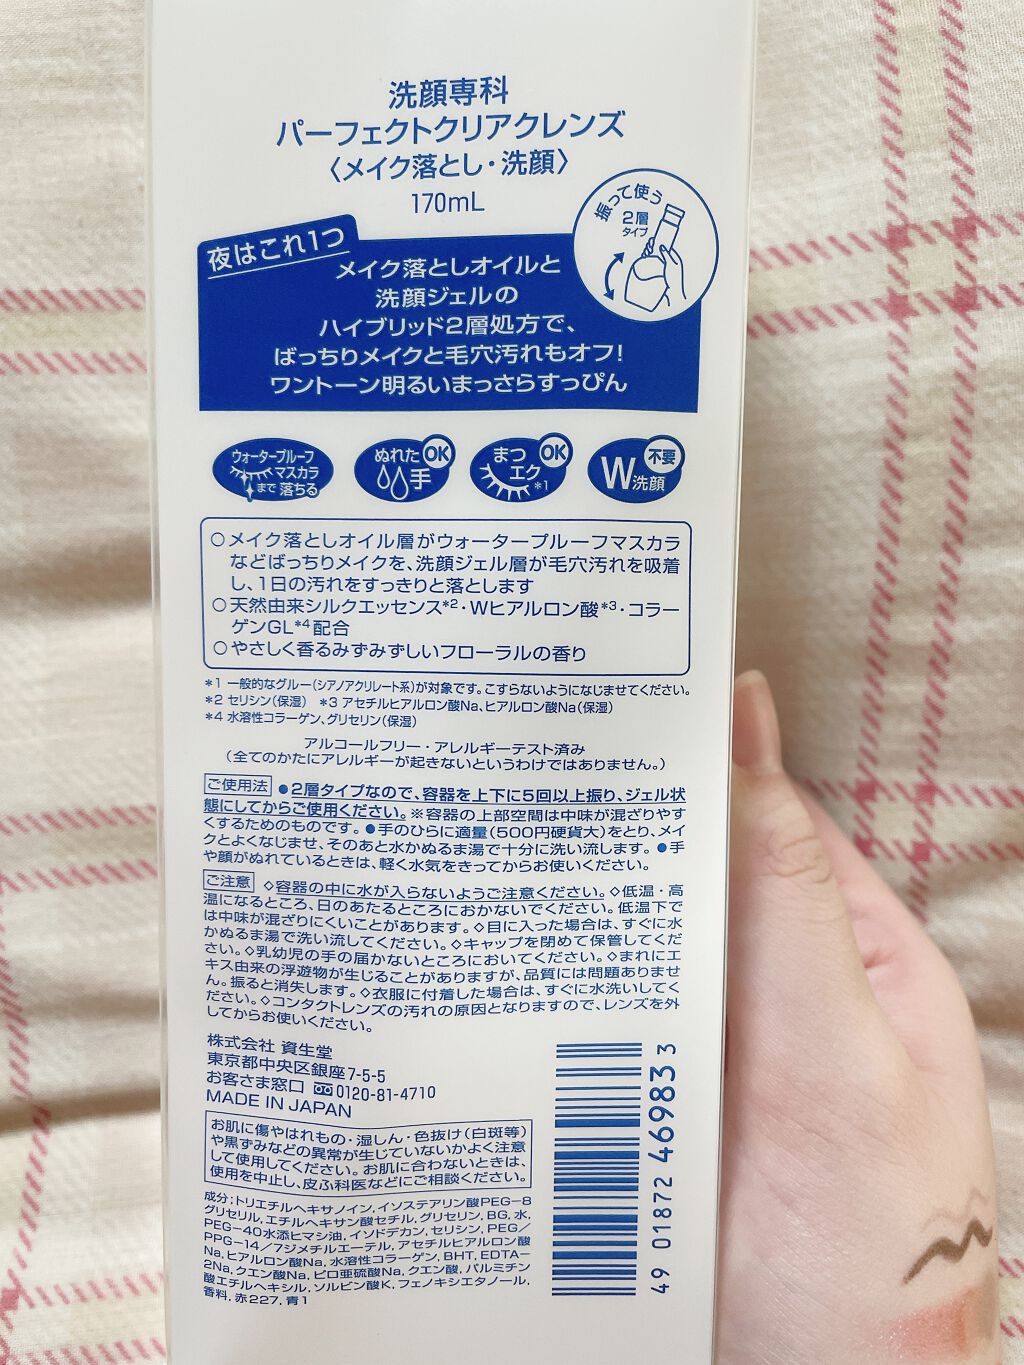 洗顔専科
パーフェクトクリアクレンズ
〈メイク落とし・洗顔〉
170mL
振って使う
2層
タイプ
夜はこれ1つ
メイク落としオイルと
洗顔ジェルの
ハイブリッド2層処方で、
ばっちりメイクと毛穴汚れもオフ!
ワントーン明るいまっさらすっぴん
ウォータープルーフ
マスカラ
まで落ちる
ぬれた
手
OK
まつ
エク
*1
OK
W洗顔
不要
○メイク落としオイル層がウォータープルーフマスカラ
などばっちりメイクを、洗顔ジェル層が毛穴汚れを吸着
し、1日の汚れをすっきりと落とします
○天然由来シルクエッセンス*2・Wヒアルロン酸*3・コラー
ゲンGL*4配合
○やさしく香るみずみずしいフローラルの香り
*1 一般的なグルー(シアノアクリレート系)が対象です。こすらないようになじませてください。
*2 セリシン(保湿) *3 アセチルヒアルロン酸Na、ヒアルロン酸Na(保湿)
*4 水溶性コラーゲン、グリセリン(保湿)
アルコールフリー・アレルギーテスト済み
(全てのかたにアレルギーが起きないというわけではありません。)
ご使用法 ●2層タイプなので、容器を上下に5回以上振り、ジェル状
態にしてからご使用ください。※容器の上部空間は中味が混ざりやす
くするためのものです。●手のひらに適量(500円硬貨大)をとり、メイ
クとよくなじませ、そのあと水かぬるま湯で十分に洗い流します。●手
や顔がぬれているときは、軽く水気をきってからお使いください。
ご注意 ◇容器の中に水が入らないようご注意ください。◇低温・高
温になるところ、日のあたるところにおかないでください。低温下で
は中味が混ざりにくいことがあります。◇目に入った場合は、すぐに水
かぬるま湯で洗い流してください。◇キャップを閉めて保管してくだ
さい。◇乳幼児の手の届かないところにおいてください。◇まれにエ
キス由来の浮遊物が生じることがありますが、品質には問題ありませ
ん。振ると消失します。◇衣服に付着した場合は、すぐに水洗いしてく
ださい。◇コンタクトレンズの汚れの原因となりますので、レンズを外
してからお使いください。
株式会社 資生堂
東京都中央区銀座7-5-5
お客さま窓口 0120-81-4710
MADE IN JAPAN
お肌に傷やはれもの・湿しん・色抜け(白斑等)
や黒ずみなどの異常が生じていないかよく注意
して使用してください。お肌に合わないときは、
使用を中止し、皮ふ科医などにご相談ください。
成分:トリエチルヘキサノイン,イソステアリン酸PEG-8
グリセリル,エチルヘキサン酸セチル,グリセリン,BG,水,
PEG-40水添ヒマシ油,イソドデカン,セリシン,PEG/
PPG-14/7ジメチルエーテル,アセチルヒアルロン酸
Na,ヒアルロン酸Na,水溶性コラーゲン,BHT,EDTA-
2Na,クエン酸Na,ピロ亜硫酸Na,クエン酸,パルミチン
酸エチルヘキシル,ソルビン酸K,フェノキシエタノール,
香料,赤227,青1
49 01872 469833